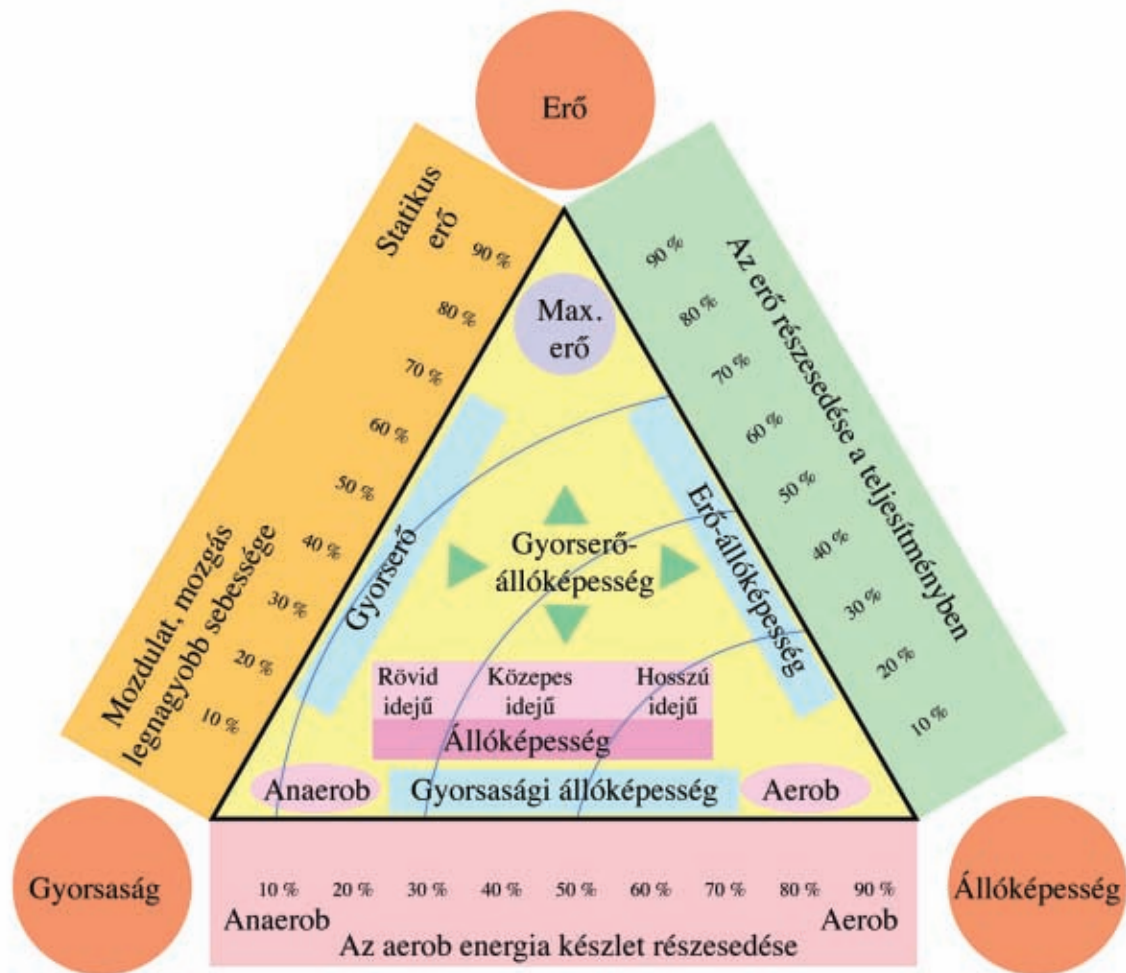 Erő
Statikus
erő
90 %
80 %
70 %
60 %
50 %
40 %
30 %
20 %
10 %
Mozdulat, mozgás
legnagyobb sebessége
Az erő részesedése a teljesítményben
90 %
80 %
70 %
60 %
50 %
40 %
30 %
20 %
10 %
Max.
erő
Gyorserő
Erő-állóképesség
Gyorserő-
állóképesség
Rövid
idejű
Közepes
idejű
Hosszú
idejű
Állóképesség
Anaerob
Gyorsasági állóképesség
Aerob
Gyorsaság
Állóképesség
10 % 20 % 30 % 40 % 50 % 60 % 70 % 80 % 90 %
Anaerob
Aerob
Az aerob energia készlet részesedése